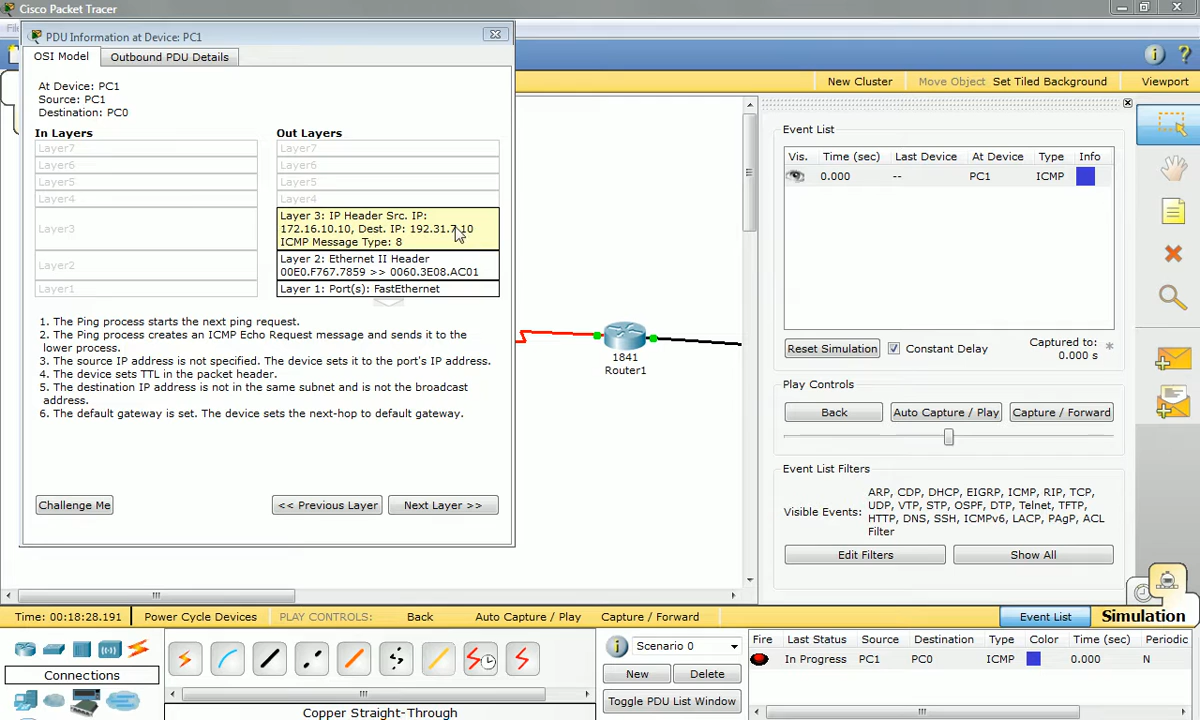 Cisco Packet Tracer
PDU Information at Device: PC1
OSI Model
Outbound PDU Details
At Device: PC1
Source: PC1
Destination: PC0
In Layers
Out Layers
Layer7
Layer6
Layer5
Layer4
Layer3
Layer2
Layer1
Layer7
Layer6
Layer5
Layer4
Layer 3: IP Header Src. IP:
172.16.10.10, Dest. IP: 192.31.7.10
ICMP Message Type: 8
Layer 2: Ethernet II Header
00E0.F767.7859 >> 0060.3E08.AC01
Layer 1: Port(s): FastEthernet
1. The Ping process starts the next ping request.
2. The Ping process creates an ICMP Echo Request message and sends it to the
lower process.
3. The source IP address is not specified. The device sets it to the port's IP address.
4. The device sets TTL in the packet header.
5. The destination IP address is not in the same subnet and is not the broadcast
address.
6. The default gateway is set. The device sets the next-hop to default gateway.
Challenge Me
<< Previous Layer
Next Layer >>
New Cluster
Move Object
Set Tiled Background
Viewport
1841
Router1
Event List
Vis. Time (sec) Last Device At Device Type Info
0.000 -- PC1 ICMP
Reset Simulation
Constant Delay
Captured to:
0.000 s
*
Play Controls
Back
Auto Capture / Play
Capture / Forward
Event List Filters
Visible Events:
ARP, CDP, DHCP, EIGRP, ICMP, RIP, TCP,
UDP, VTP, STP, OSPF, DTP, Telnet, TFTP,
HTTP, DNS, SSH, ICMPv6, LACP, PAgP, ACL
Filter
Edit Filters
Show All
Time: 00:18:28.191
Power Cycle Devices
PLAY CONTROLS:
Back
Auto Capture / Play
Capture / Forward
Event List
Simulation
Connections
Copper Straight-Through
Scenario 0
New
Delete
Toggle PDU List Window
Fire Last Status Source Destination Type Color Time (sec) Periodic
In Progress PC1 PC0 ICMP 0.000 N